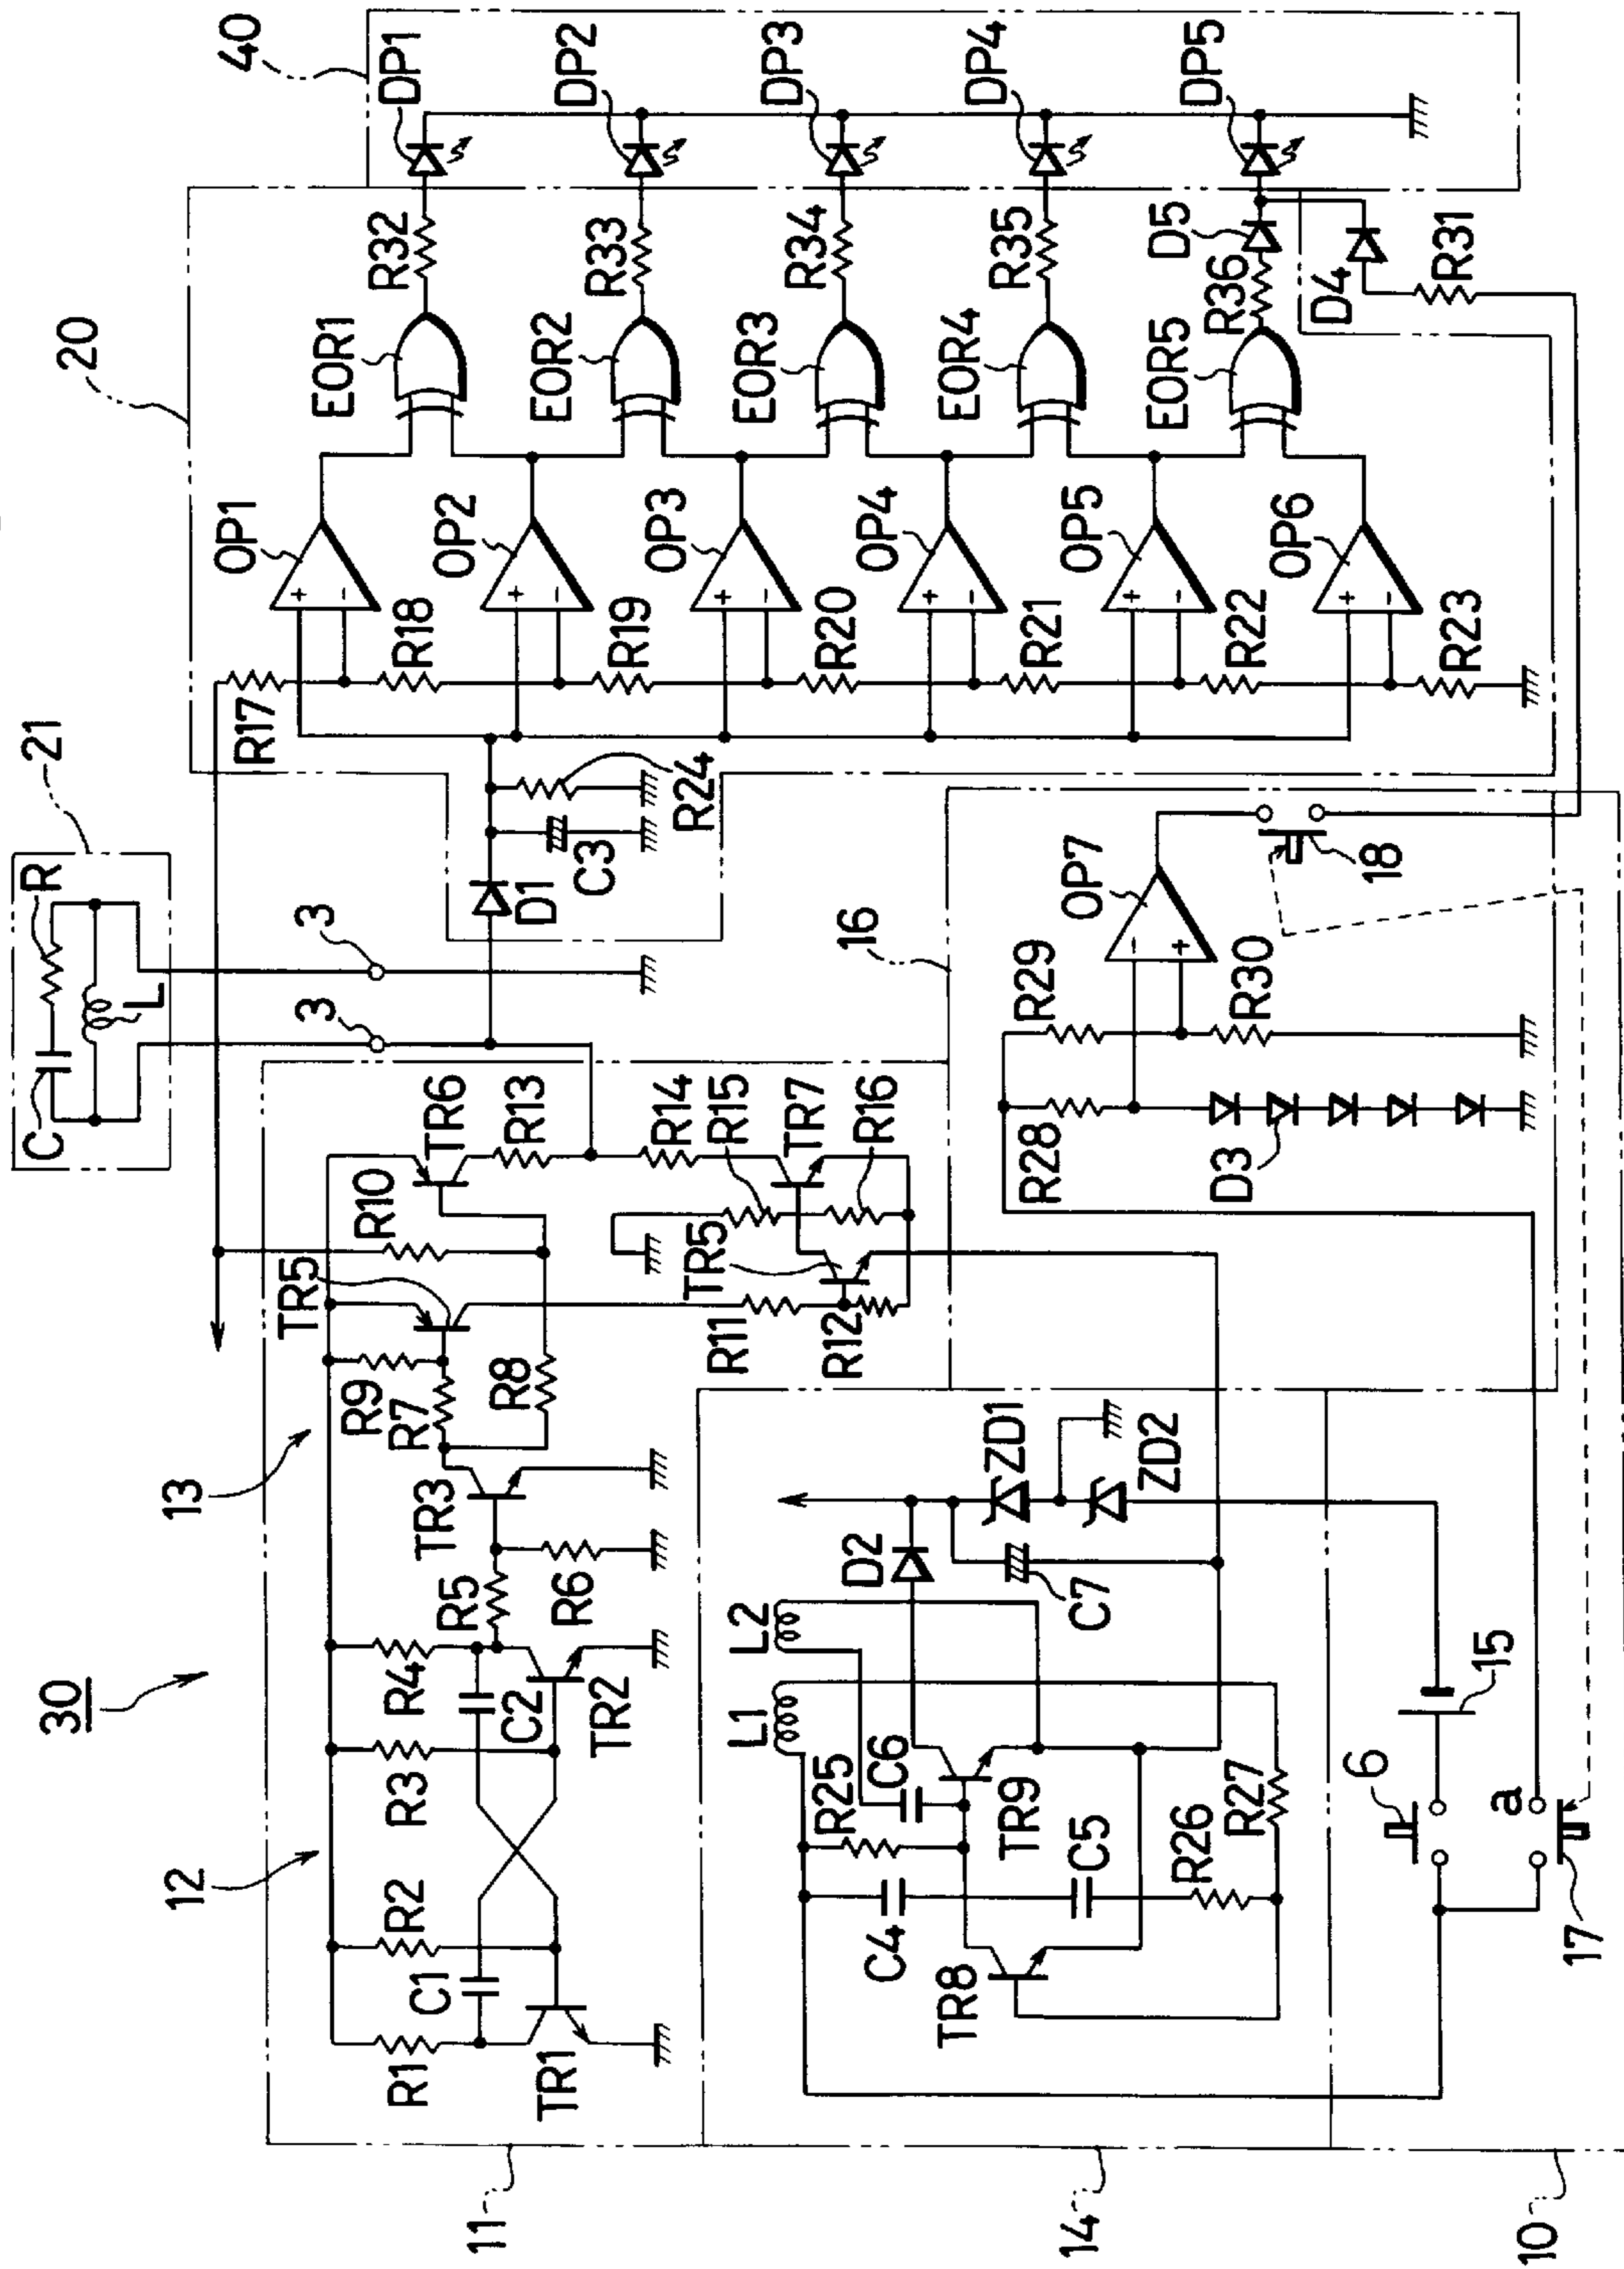 40
DP1
DP2
DP3
DP4
DP5
20
R32
R33
R34
R35
D5
R36
D4
R31
EOR1
EOR2
EOR3
EOR4
EOR5
OP1
OP2
OP3
OP4
OP5
OP6
+
−
+
−
+
−
+
−
+
−
+
−
R17
R18
R19
R20
R21
R22
R23
21
R
L
C
3
3
D1
C3
R24
16
OP7
−
+
18
R29
R30
R28
D3
TR6
R13
R14
R15
TR7
R16
R10
TR5
TR5
R11
R12
R9
R7
R8
13
TR3
R5
R6
30
R4
C2
TR2
R3
12
R2
C1
R1
TR1
11
ZD1
ZD2
D2
C7
L2
L1
C6
R25
TR9
C5
R26
R27
C4
TR8
14
15
6
a
17
10